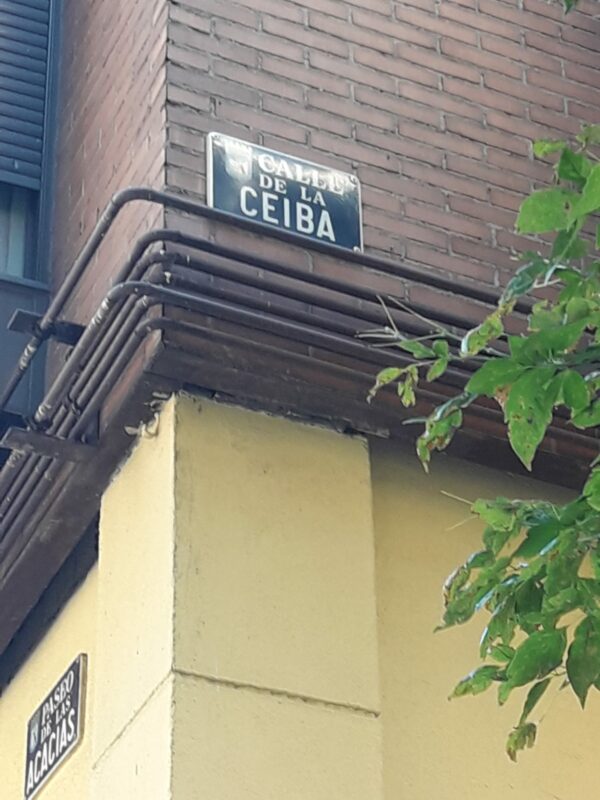 CALLE
DE LA
CEIBA
PASEO
DE LAS
ACACIAS